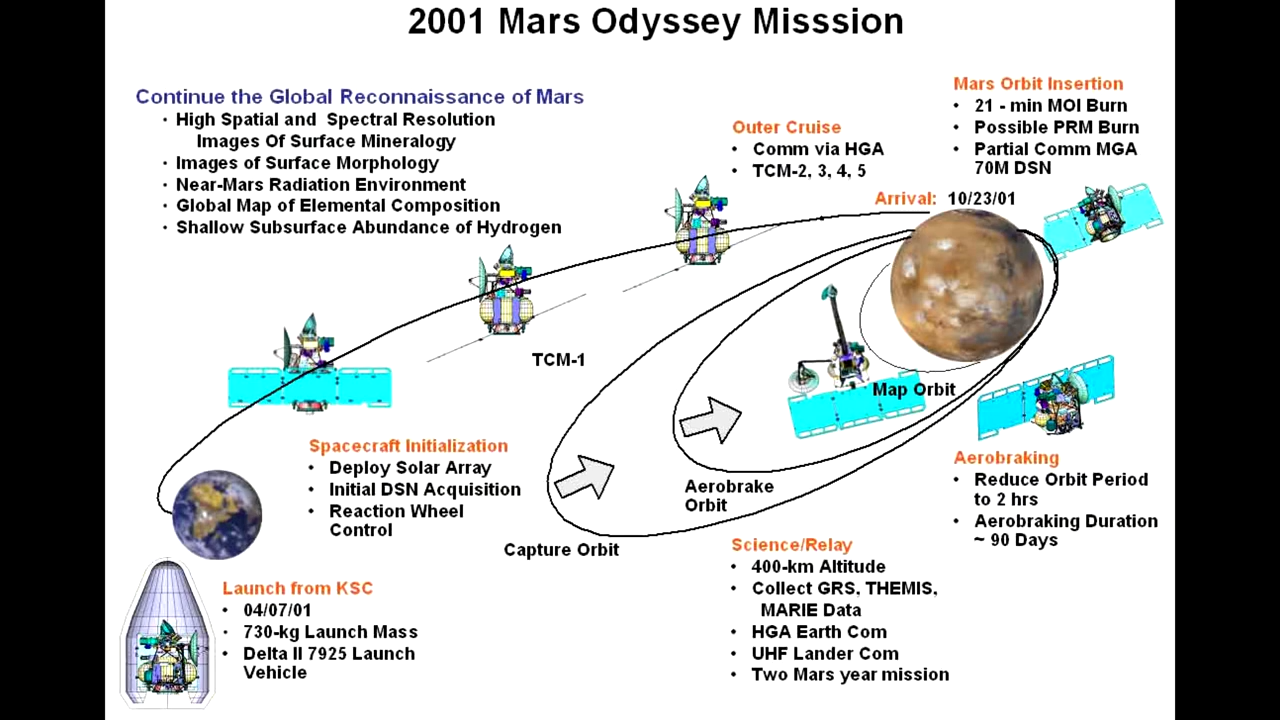 2001 Mars Odyssey Misssion
Continue the Global Reconnaissance of Mars
· High Spatial and Spectral Resolution
Images Of Surface Mineralogy
· Images of Surface Morphology
· Near-Mars Radiation Environment
· Global Map of Elemental Composition
· Shallow Subsurface Abundance of Hydrogen
Outer Cruise
• Comm via HGA
• TCM-2, 3, 4, 5
Mars Orbit Insertion
• 21 - min MOI Burn
• Possible PRM Burn
• Partial Comm MGA
70M DSN
Arrival: 10/23/01
TCM-1
Map Orbit
Spacecraft Initialization
• Deploy Solar Array
• Initial DSN Acquisition
• Reaction Wheel
Control
Aerobrake
Orbit
Capture Orbit
Aerobraking
• Reduce Orbit Period
to 2 hrs
• Aerobraking Duration
~ 90 Days
Launch from KSC
• 04/07/01
• 730-kg Launch Mass
• Delta II 7925 Launch
Vehicle
Science/Relay
• 400-km Altitude
• Collect GRS, THEMIS,
MARIE Data
• HGA Earth Com
• UHF Lander Com
• Two Mars year mission